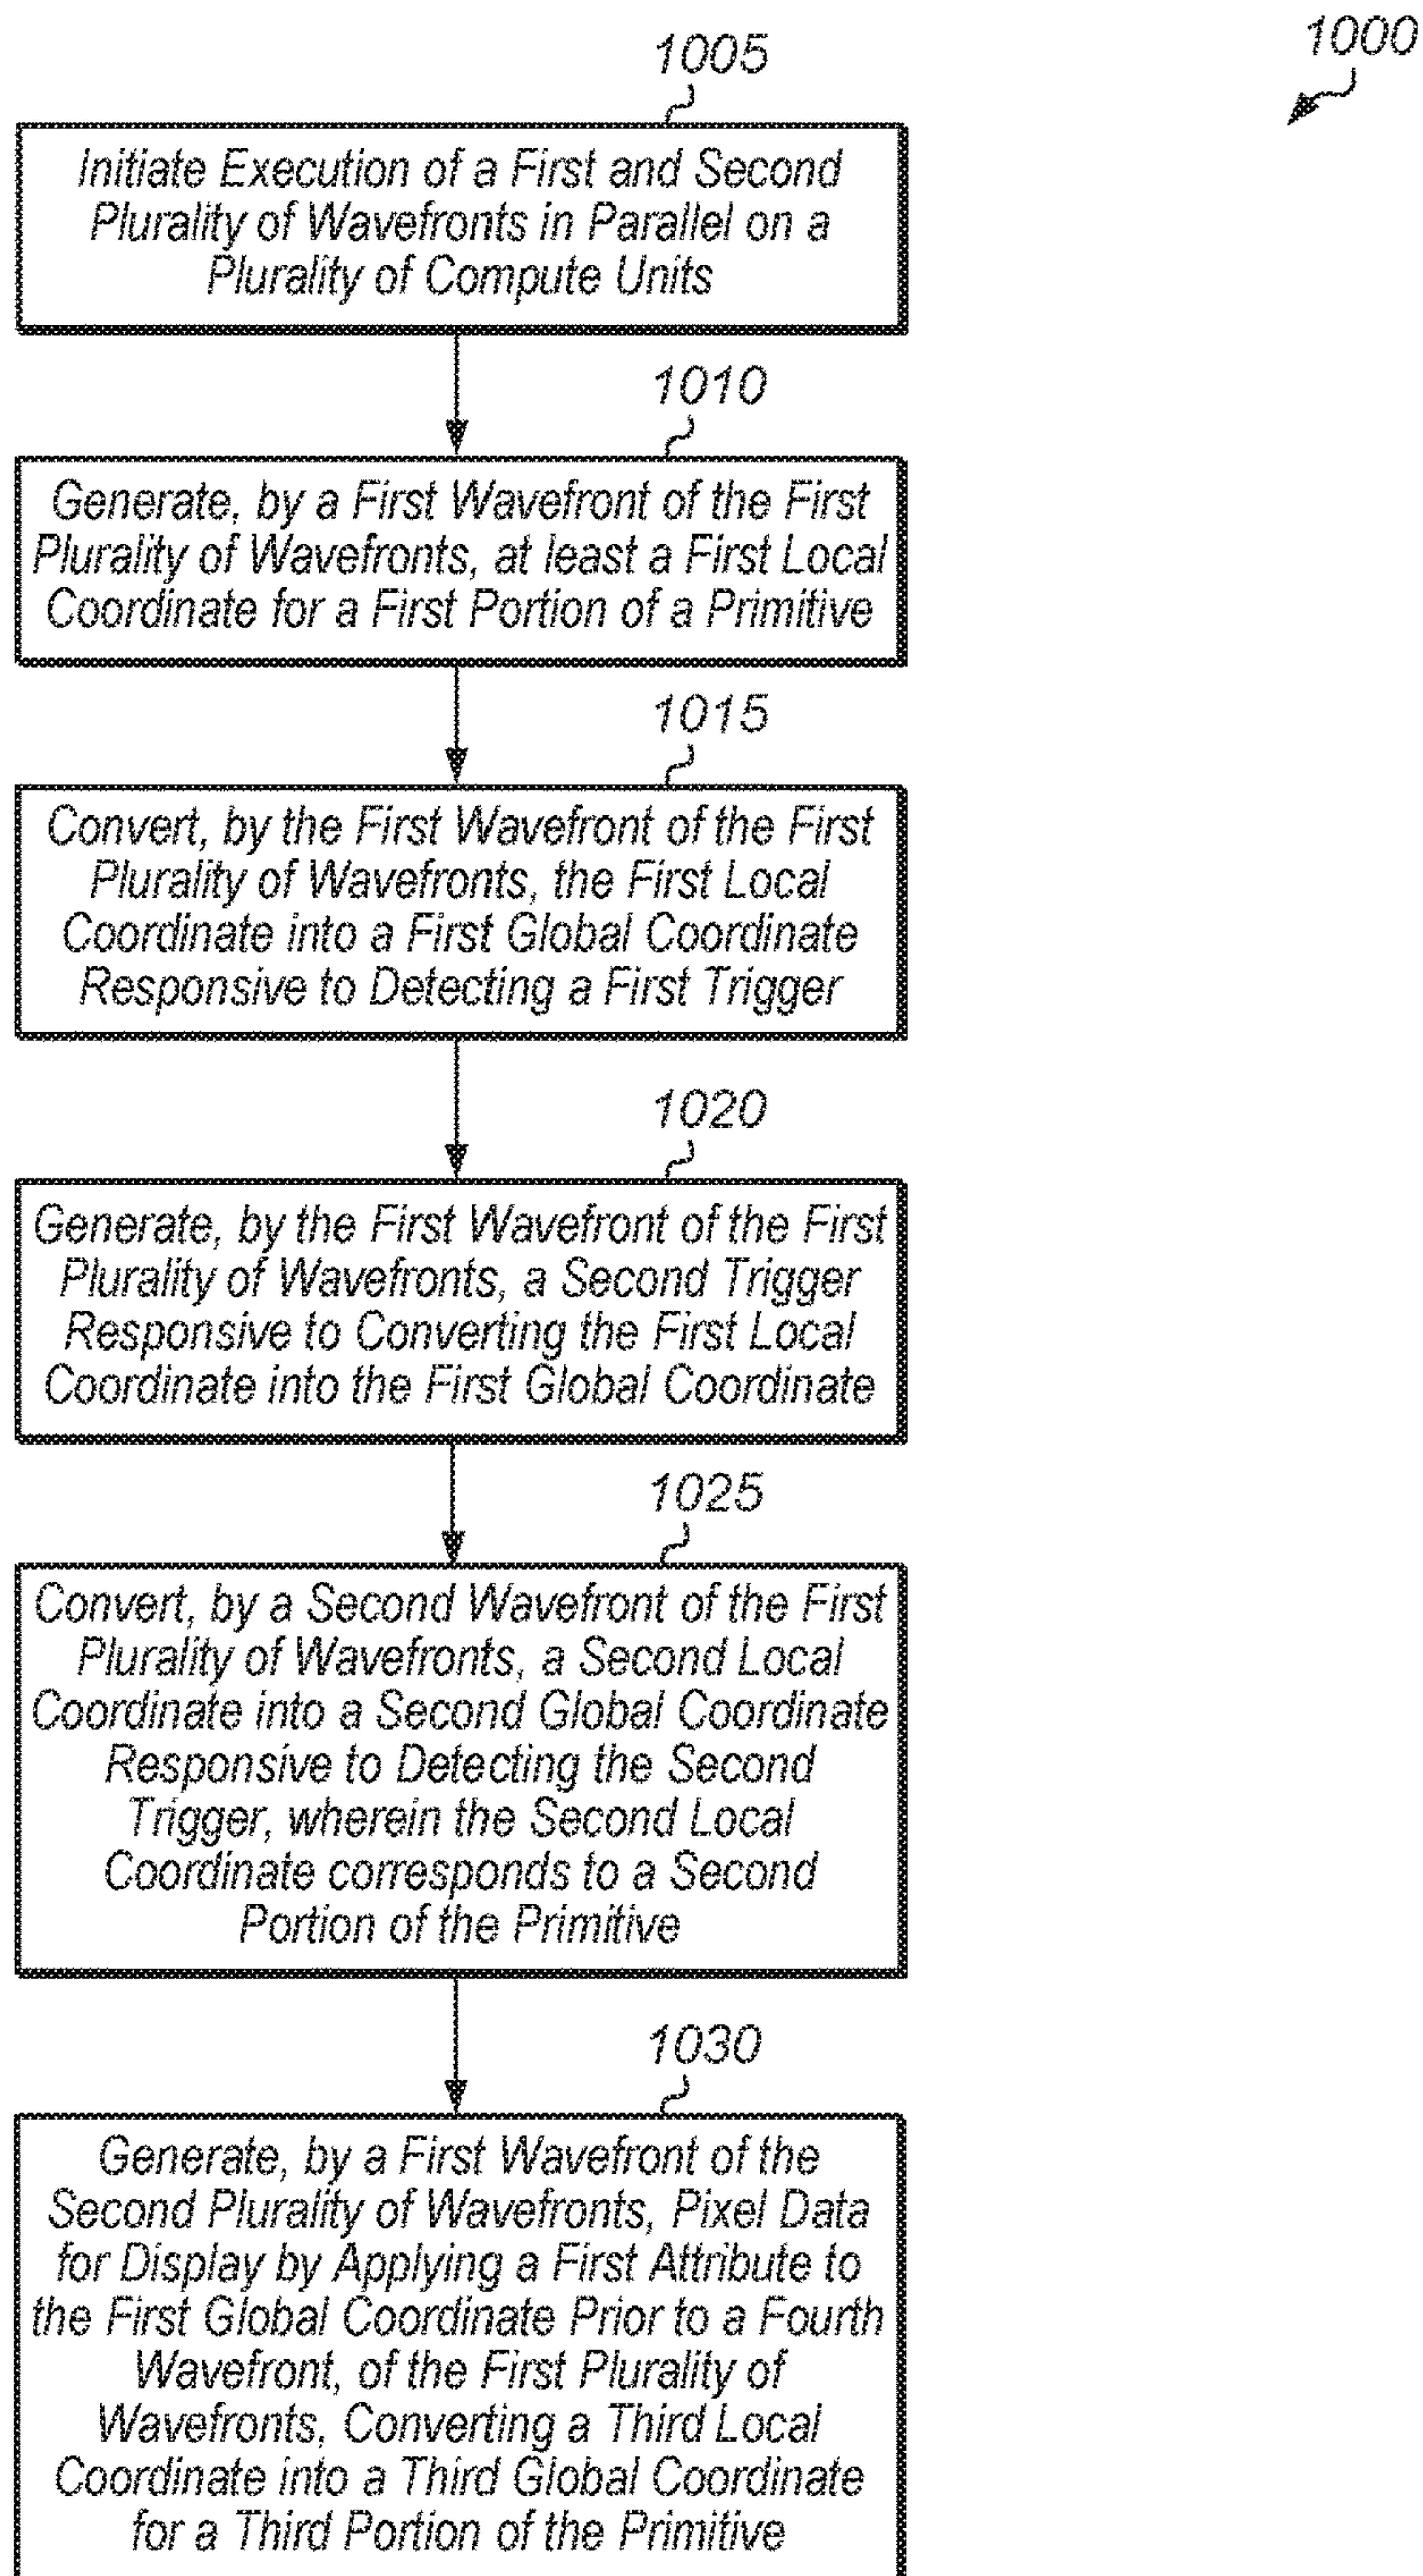 1000
1005
Initiate Execution of a First and Second
Plurality of Wavefronts in Parallel on a
Plurality of Compute Units
1010
Generate, by a First Wavefront of the First
Plurality of Wavefronts, at least a First Local
Coordinate for a First Portion of a Primitive
1015
Convert, by the First Wavefront of the First
Plurality of Wavefronts, the First Local
Coordinate into a First Global Coordinate
Responsive to Detecting a First Trigger
1020
Generate, by the First Wavefront of the First
Plurality of Wavefronts, a Second Trigger
Responsive to Converting the First Local
Coordinate into the First Global Coordinate
1025
Convert, by a Second Wavefront of the First
Plurality of Wavefronts, a Second Local
Coordinate into a Second Global Coordinate
Responsive to Detecting the Second
Trigger, wherein the Second Local
Coordinate corresponds to a Second
Portion of the Primitive
1030
Generate, by a First Wavefront of the
Second Plurality of Wavefronts, Pixel Data
for Display by Applying a First Attribute to
the First Global Coordinate Prior to a Fourth
Wavefront, of the First Plurality of
Wavefronts, Converting a Third Local
Coordinate into a Third Global Coordinate
for a Third Portion of the Primitive